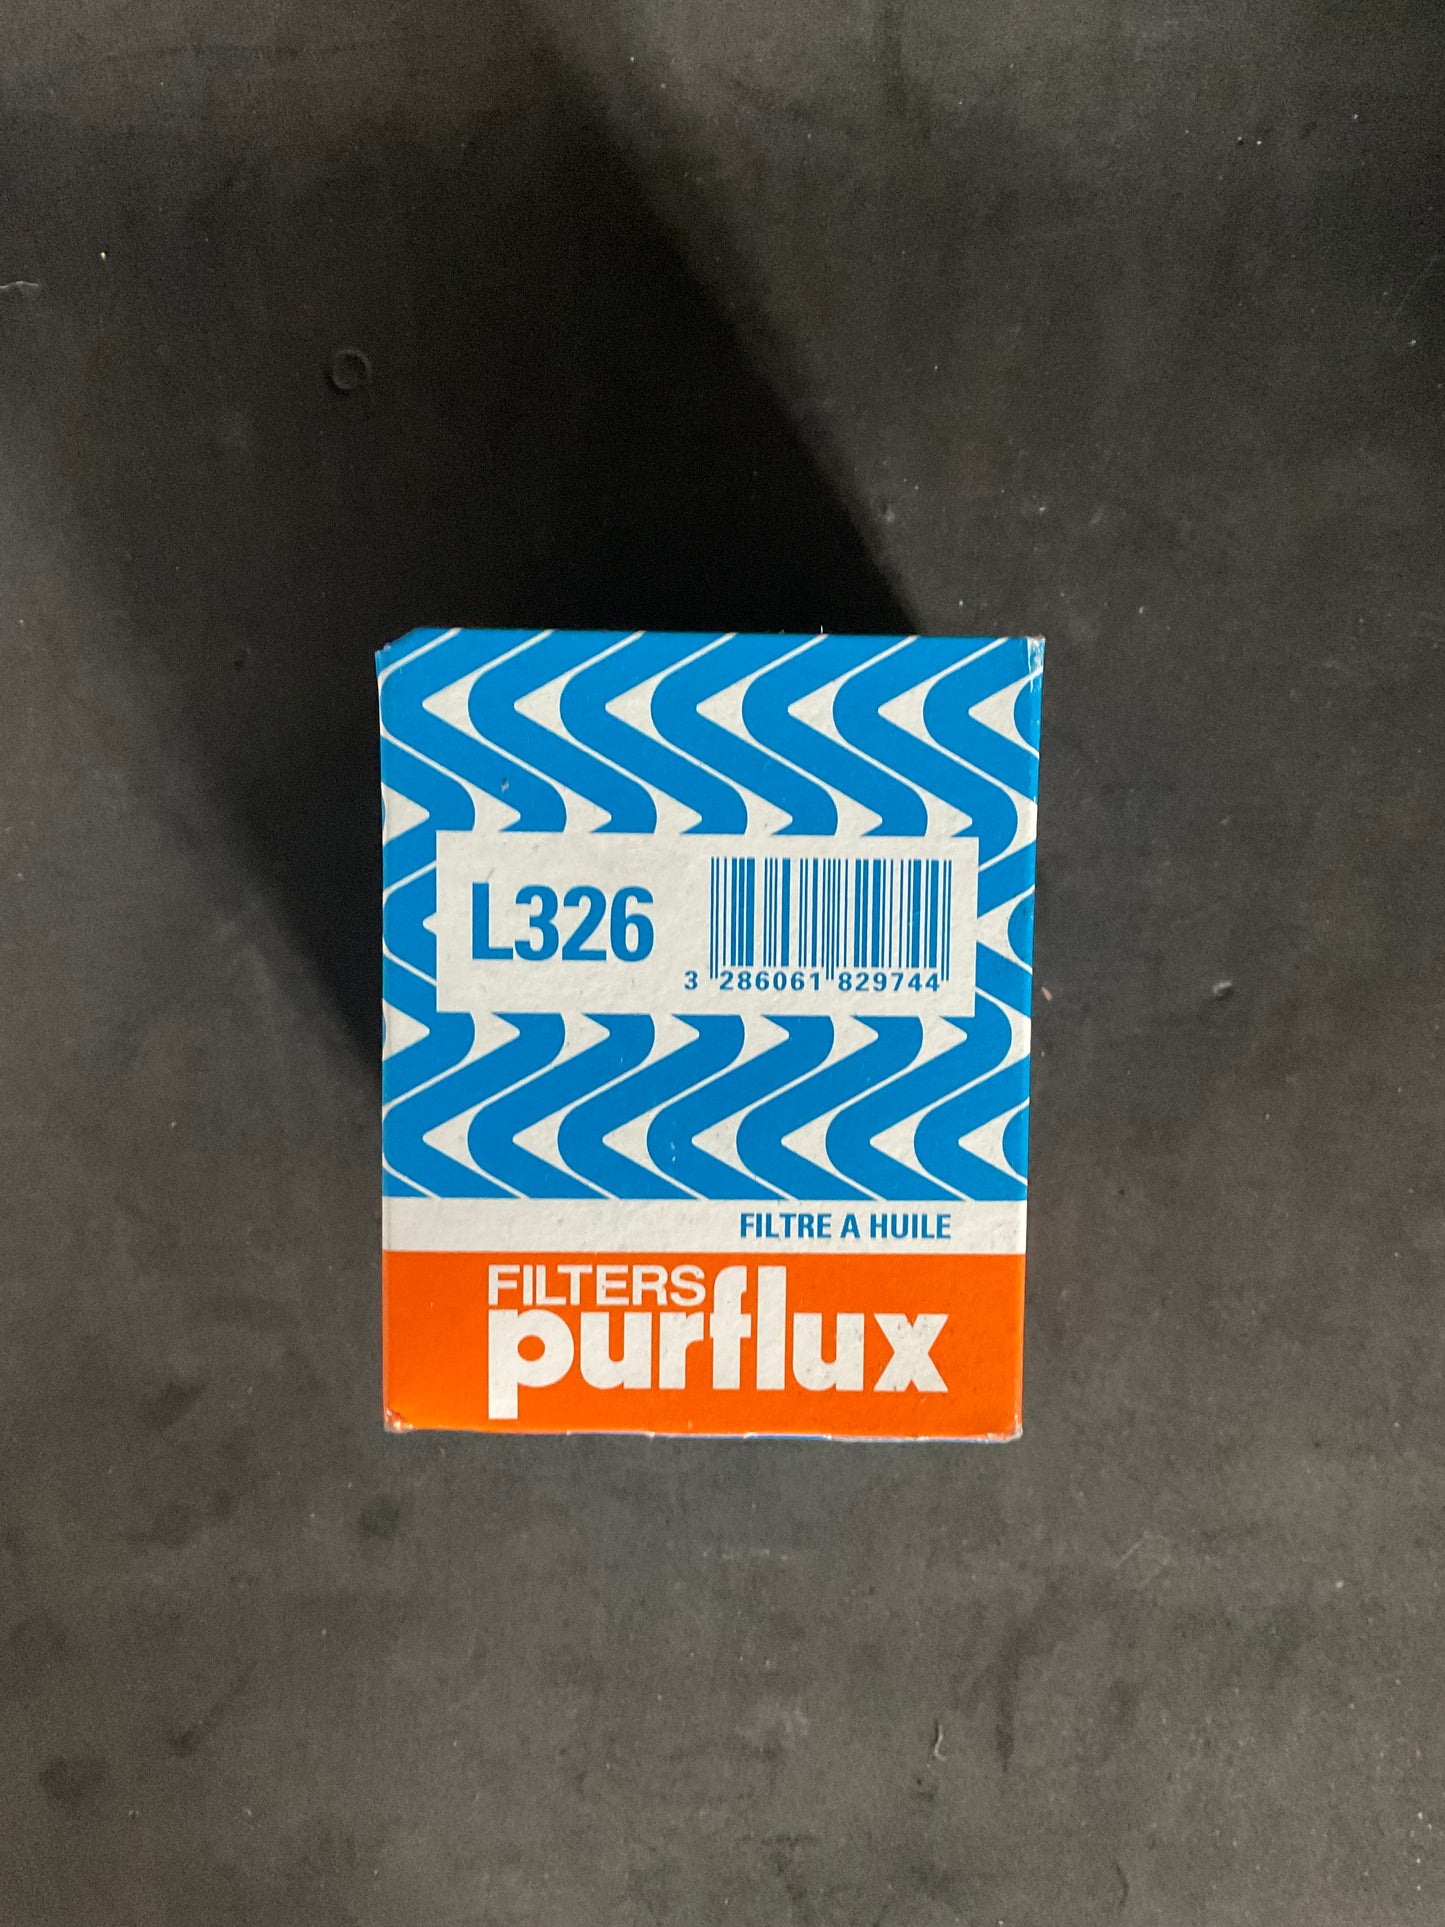 L326
3 286061 829744
FILTRE A HUILE
FILTERS
purflux